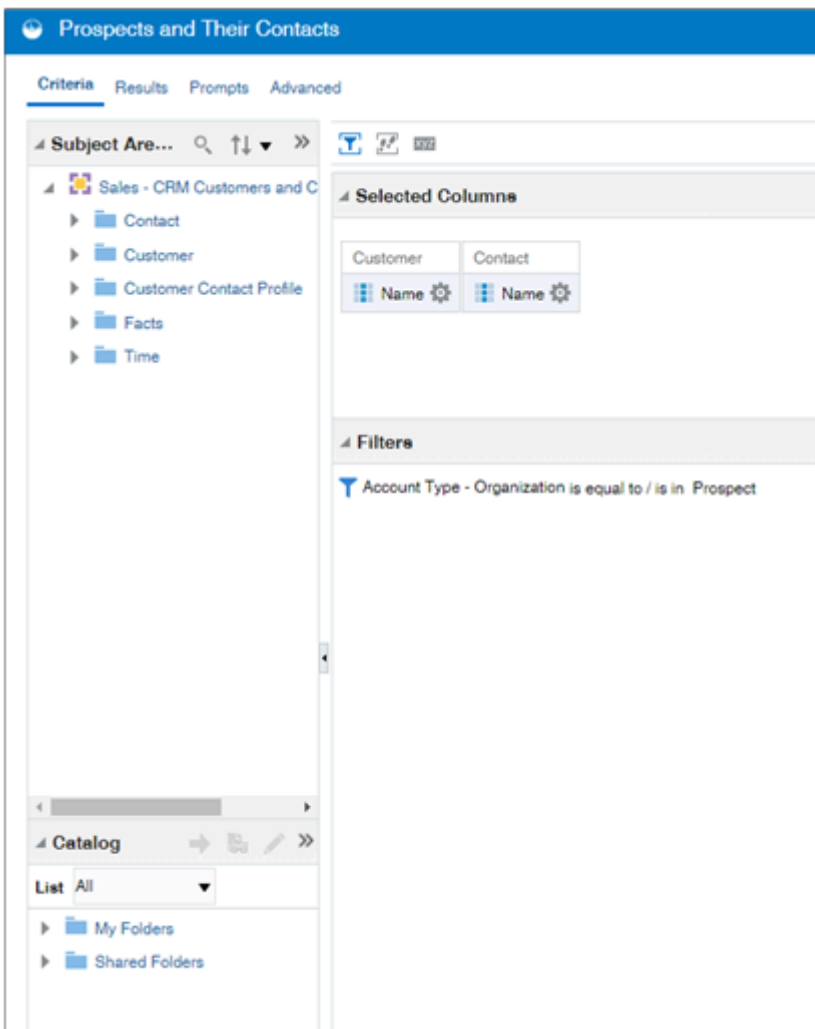 Prospects and Their Contacts
Criteria Results Prompts Advanced
Subject Are...
Sales - CRM Customers and C
Contact
Customer
Customer Contact Profile
Facts
Time
Selected Columns
Customer Contact
Name Name
Filters
Account Type - Organization is equal to / is in Prospect
Catalog
List All
My Folders
Shared Folders